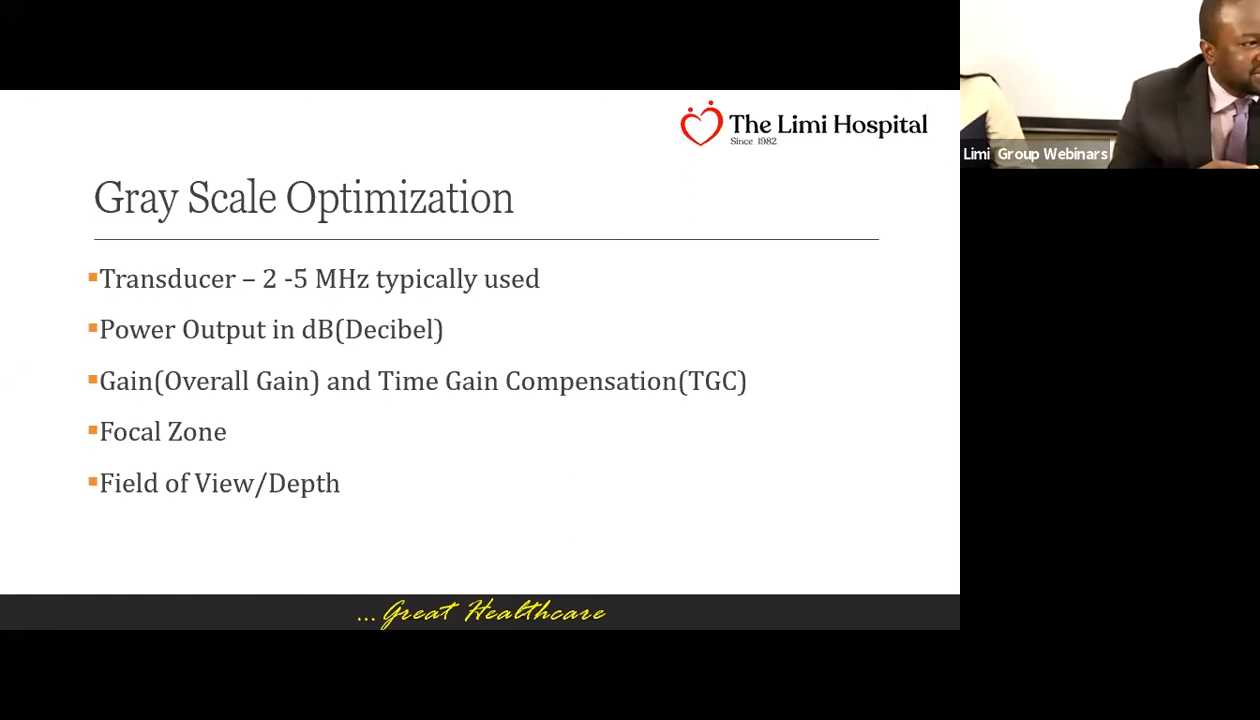 The Limi Hospital
Since 1982
Limi Group Webinars
Gray Scale Optimization
▪Transducer – 2 -5 MHz typically used
▪Power Output in dB(Decibel)
▪Gain(Overall Gain) and Time Gain Compensation(TGC)
▪Focal Zone
▪Field of View/Depth
... Great Healthcare